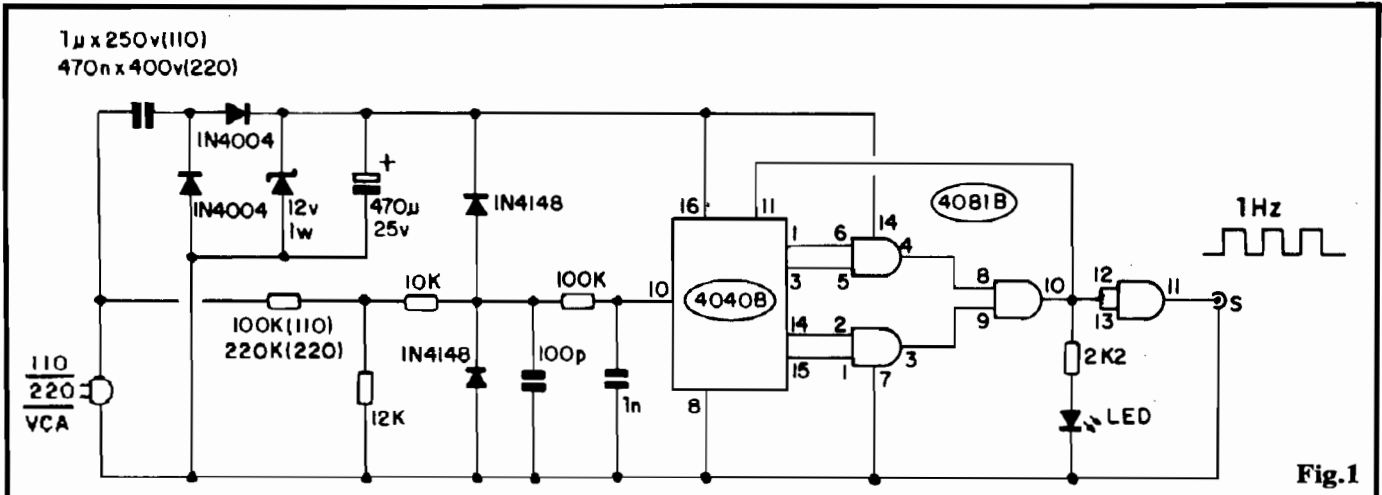 1µ x 250v(110)
470n x 400v(220)
1N4004
1N4004
12v
1w
+
470µ
25v
1N4148
16
11
4081B
14
1Hz
1
3
6
5
4
10K
100K
10
4040B
8
9
10
12
13
11
S
100K(110)
220K(220)
1N4148
100p
1n
14
15
2
1
3
7
2K2
110
220
VCA
12K
8
LED
Fig.1